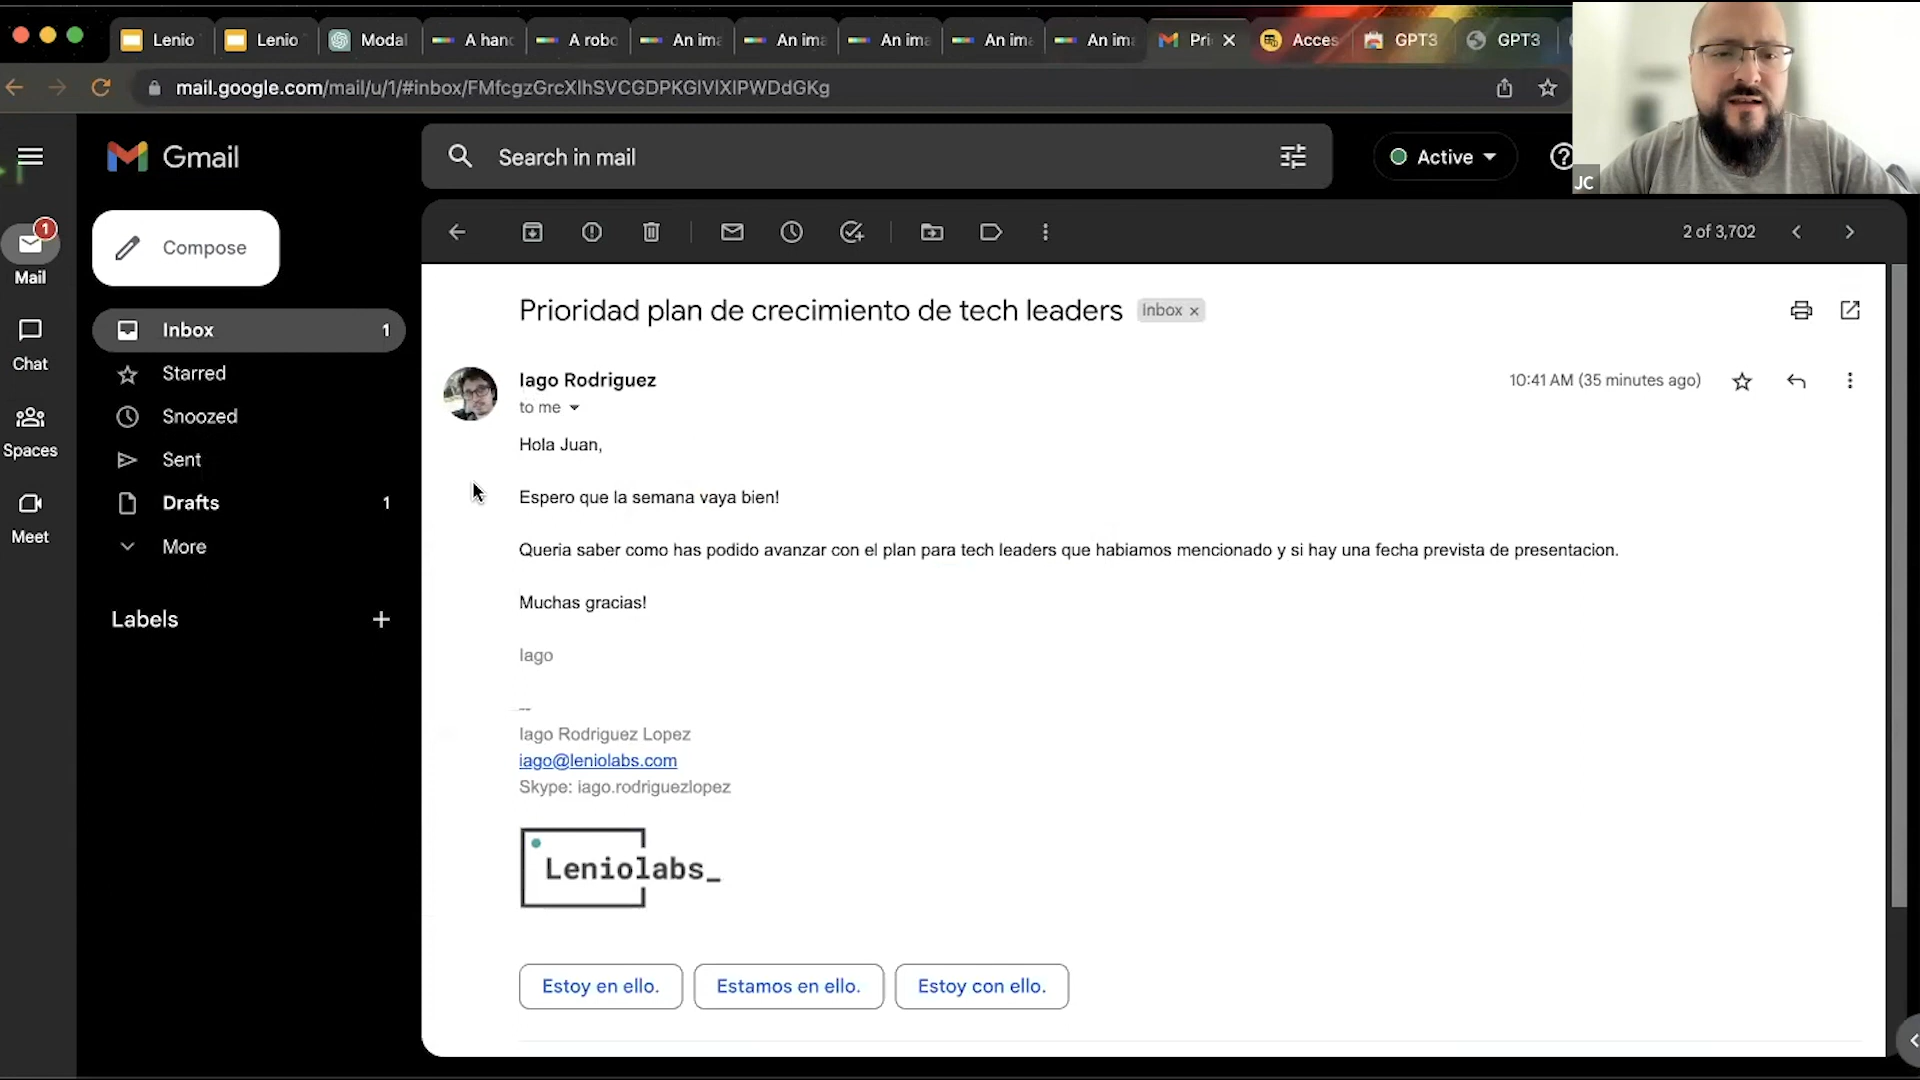 Lenio
Lenio
Modal
A hand
A robo
An ima
An ima
An ima
An ima
An ima
Pri
Acces
GPT3
GPT3
mail.google.com/mail/u/1/#inbox/FMfcgzGrcXlhSVCGDPKGlVlXlPWDdGKg
JC
Gmail
Search in mail
Active
1
Mail
Chat
Spaces
Meet
Compose
Inbox 1
Starred
Snoozed
Sent
Drafts 1
More
Labels
2 of 3,702
Prioridad plan de crecimiento de tech leaders Inbox
Iago Rodriguez
10:41 AM (35 minutes ago)
to me
Hola Juan,
Espero que la semana vaya bien!
Queria saber como has podido avanzar con el plan para tech leaders que habiamos mencionado y si hay una fecha prevista de presentacion.
Muchas gracias!
Iago
--
Iago Rodriguez Lopez
iago@leniolabs.com
Skype: iago.rodriguezlopez
Leniolabs_
Estoy en ello.
Estamos en ello.
Estoy con ello.